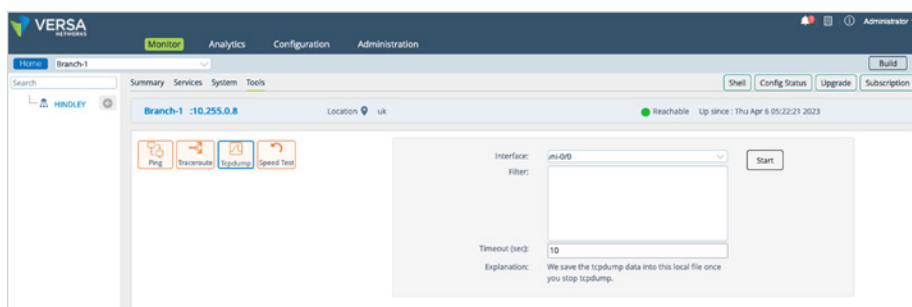 VERSA
NETWORKS
Administrator
Monitor Analytics Configuration Administration
Home Branch-1 Build
Search Summary Services System Tools Shell Config Status Upgrade Subscription
HINDLEY Branch-1 :10.255.0.8 Location uk Reachable Up since : Thu Apr 6 05:22:21 2023
Ping Traceroute Tcpdump Speed Test
Interface: /ni-0/0 Start
Filter:
Timeout (sec): 10
Explanation: We save the tcpdump data into this local file once
you stop tcpdump.